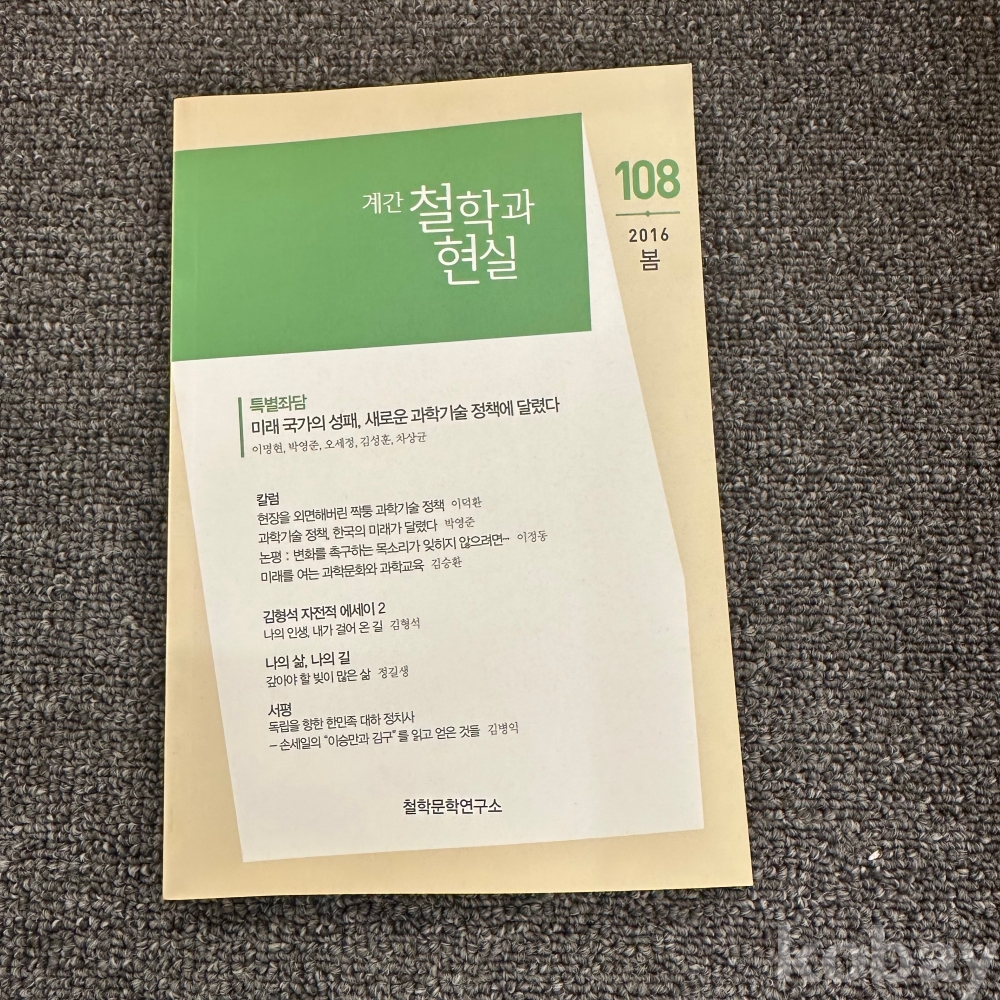 계간 철학과
현실
108
2016
봄
특별좌담
미래 국가의 성패, 새로운 과학기술 정책에 달렸다
이명현, 박영준, 오세정, 김성훈, 차상균
칼럼
현장을 외면해버린 짝퉁 과학기술 정책 이덕환
과학기술 정책, 한국의 미래가 달렸다 박영준
논평 : 변화를 촉구하는 목소리가 잊히지 않으려면… 이정동
미래를 여는 과학문화와 과학교육 김승환
김형석 자전적 에세이 2
나의 인생, 내가 걸어 온 길 김형석
나의 삶, 나의 길
갚아야 할 빚이 많은 삶 정길생
서평
독립을 향한 한민족 대하 정치사
– 손세일의 “이승만과 김구”를 읽고 얻은 것들 김병익
철학문학연구소
kobay